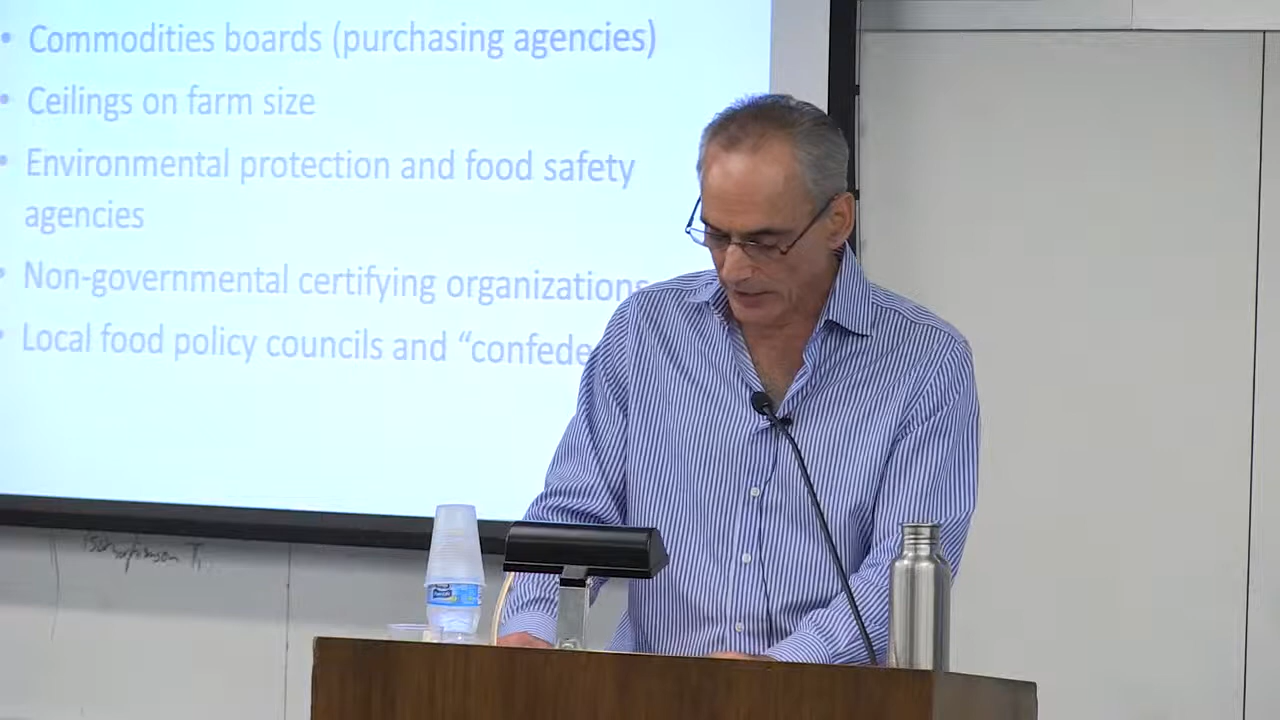 • Commodities boards (purchasing agencies)
• Ceilings on farm size
• Environmental protection and food safety
agencies
• Non-governmental certifying organizations
• Local food policy councils and “confede